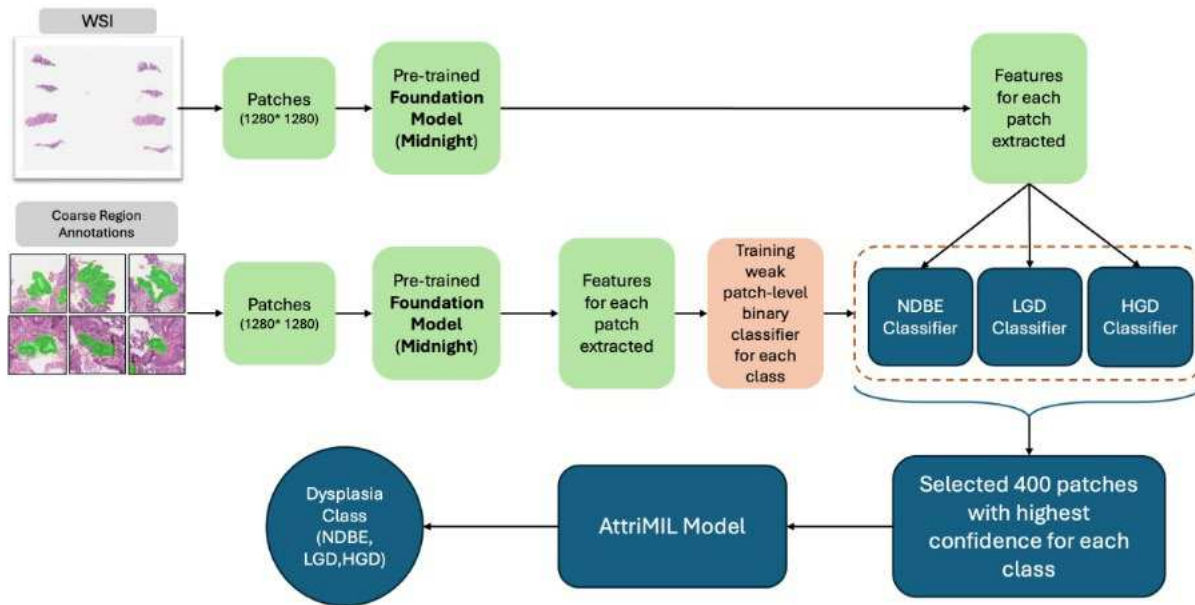 WSI
Patches
(1280* 1280)
Pre-trained
Foundation
Model
(Midnight)
Features
for each
patch
extracted
Coarse Region
Annotations
Patches
(1280* 1280)
Pre-trained
Foundation
Model
(Midnight)
Features
for each
patch
extracted
Training
weak
patch-level
binary
classifier
for each
class
NDBE
Classifier
LGD
Classifier
HGD
Classifier
Dysplasia
Class
(NDBE,
LGD,HGD)
AttriMIL Model
Selected 400 patches
with highest
confidence for each
class